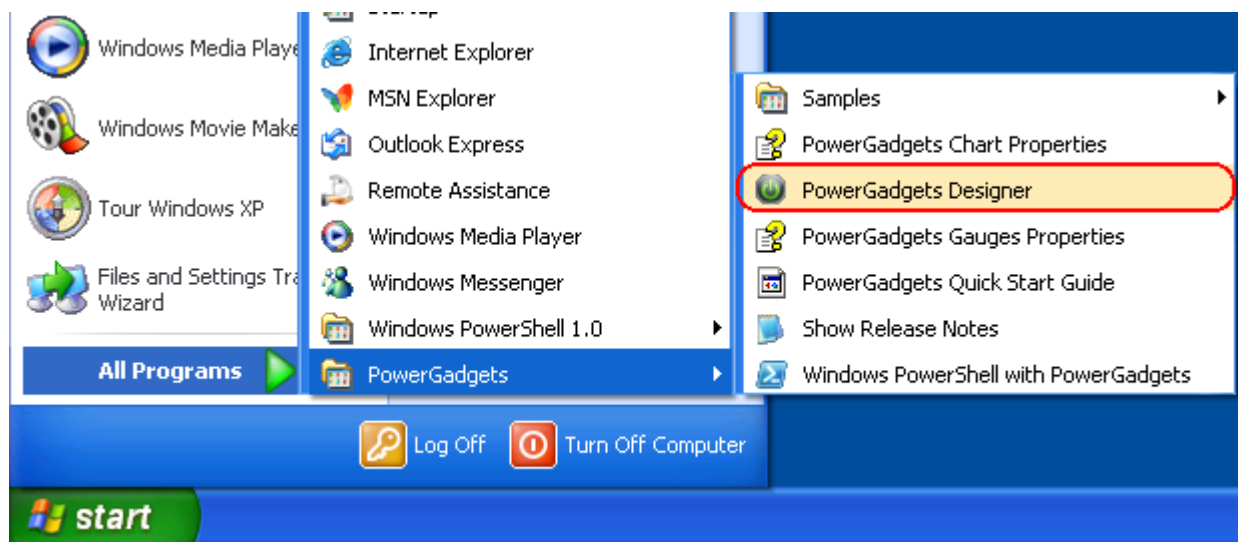 Windows Media Playe
Windows Movie Make
Tour Windows XP
Files and Settings Tra
Wizard
All Programs
Internet Explorer
MSN Explorer
Outlook Express
Remote Assistance
Windows Media Player
Windows Messenger
Windows PowerShell 1.0
PowerGadgets
Samples
PowerGadgets Chart Properties
PowerGadgets Designer
PowerGadgets Gauges Properties
PowerGadgets Quick Start Guide
Show Release Notes
Windows PowerShell with PowerGadgets
Log Off
Turn Off Computer
start